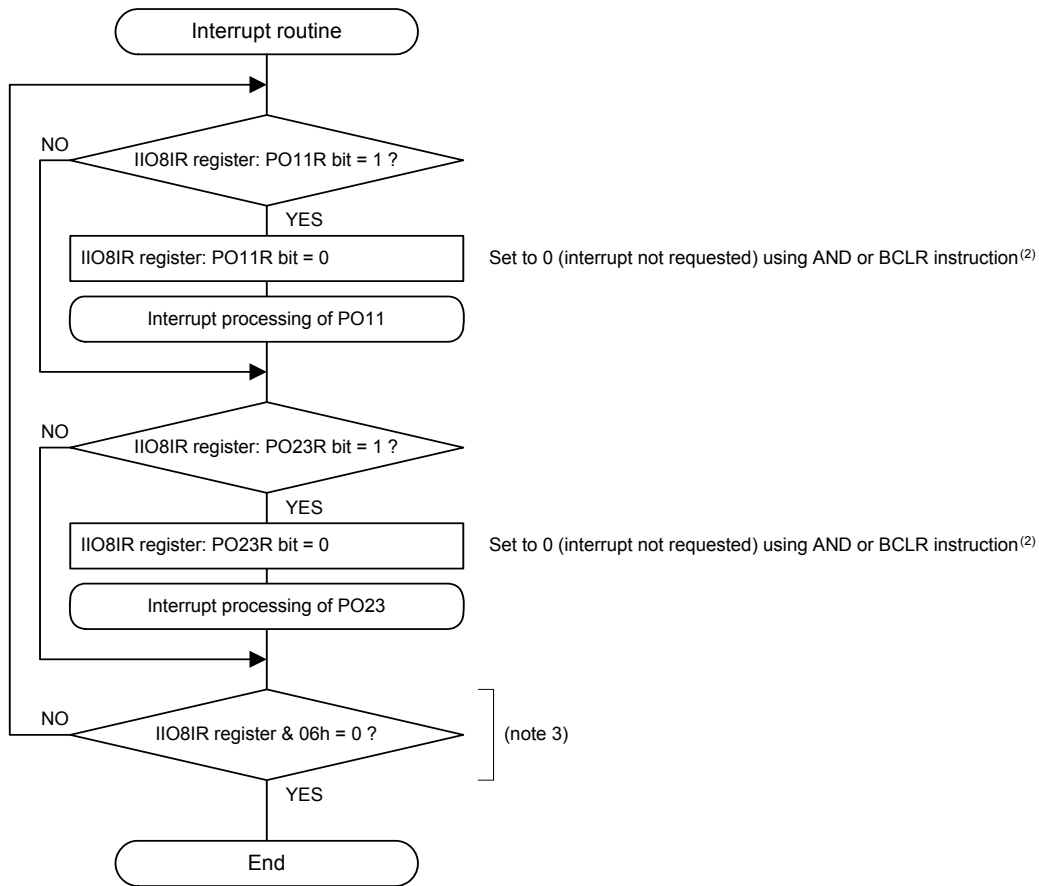 Interrupt routine
NO
IIO8IR register: PO11R bit = 1 ?
YES
IIO8IR register: PO11R bit = 0
Set to 0 (interrupt not requested) using AND or BCLR instruction(2)
Interrupt processing of PO11
NO
IIO8IR register: PO23R bit = 1 ?
YES
IIO8IR register: PO23R bit = 0
Set to 0 (interrupt not requested) using AND or BCLR instruction(2)
Interrupt processing of PO23
NO
IIO8IR register & 06h = 0 ?
(note 3)
YES
End